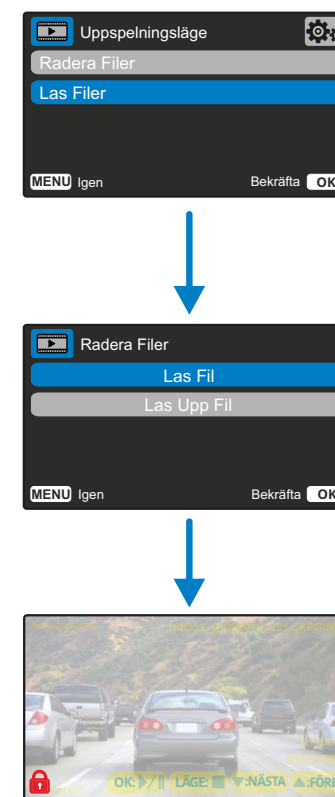 Uppspelningsläge
Radera Filer
Las Filer
MENU Igen Bekräfta OK
Radera Filer
Las Fil
Las Upp Fil
MENU Igen Bekräfta OK
OK: LÄGE: ▼:NÄSTA ▲:FÖRE